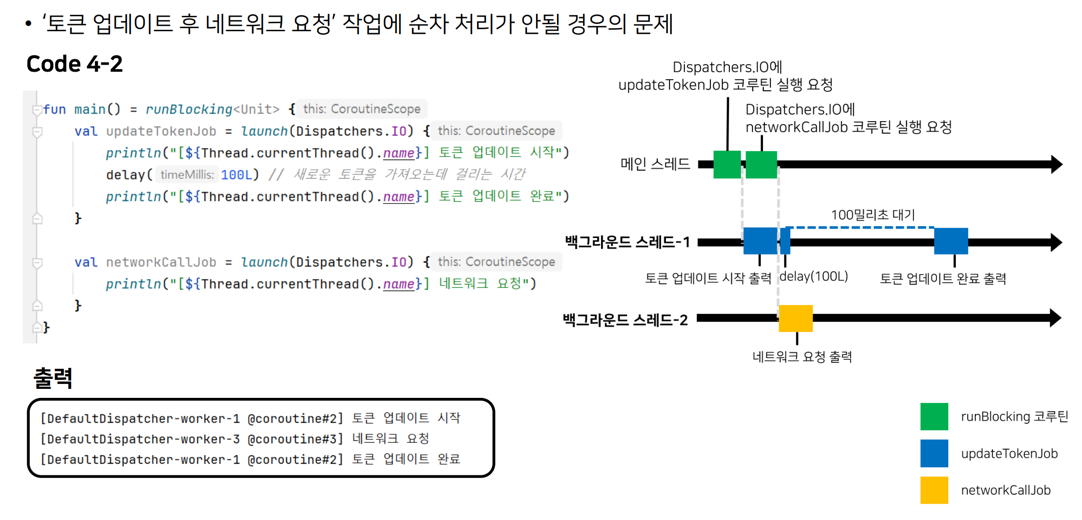 • ‘토큰 업데이트 후 네트워크 요청’ 작업에 순차 처리가 안될 경우의 문제
Code 4-2
fun main() = runBlocking<Unit> { this: CoroutineScope
val updateTokenJob = launch(Dispatchers.IO) { this: CoroutineScope
println("[${Thread.currentThread().name}] 토큰 업데이트 시작")
delay( timeMillis: 100L) // 새로운 토큰을 가져오는데 걸리는 시간
println("[${Thread.currentThread().name}] 토큰 업데이트 완료")
}
val networkCallJob = launch(Dispatchers.IO) { this: CoroutineScope
println("[${Thread.currentThread().name}] 네트워크 요청")
}
}
출력
[DefaultDispatcher-worker-1 @coroutine#2] 토큰 업데이트 시작
[DefaultDispatcher-worker-3 @coroutine#3] 네트워크 요청
[DefaultDispatcher-worker-1 @coroutine#2] 토큰 업데이트 완료
Dispatchers.IO에
updateTokenJob 코루틴 실행 요청
Dispatchers.IO에
networkCallJob 코루틴 실행 요청
메인 스레드
100밀리초 대기
백그라운드 스레드-1
토큰 업데이트 시작 출력
delay(100L)
토큰 업데이트 완료 출력
백그라운드 스레드-2
네트워크 요청 출력
runBlocking 코루틴
updateTokenJob
networkCallJob